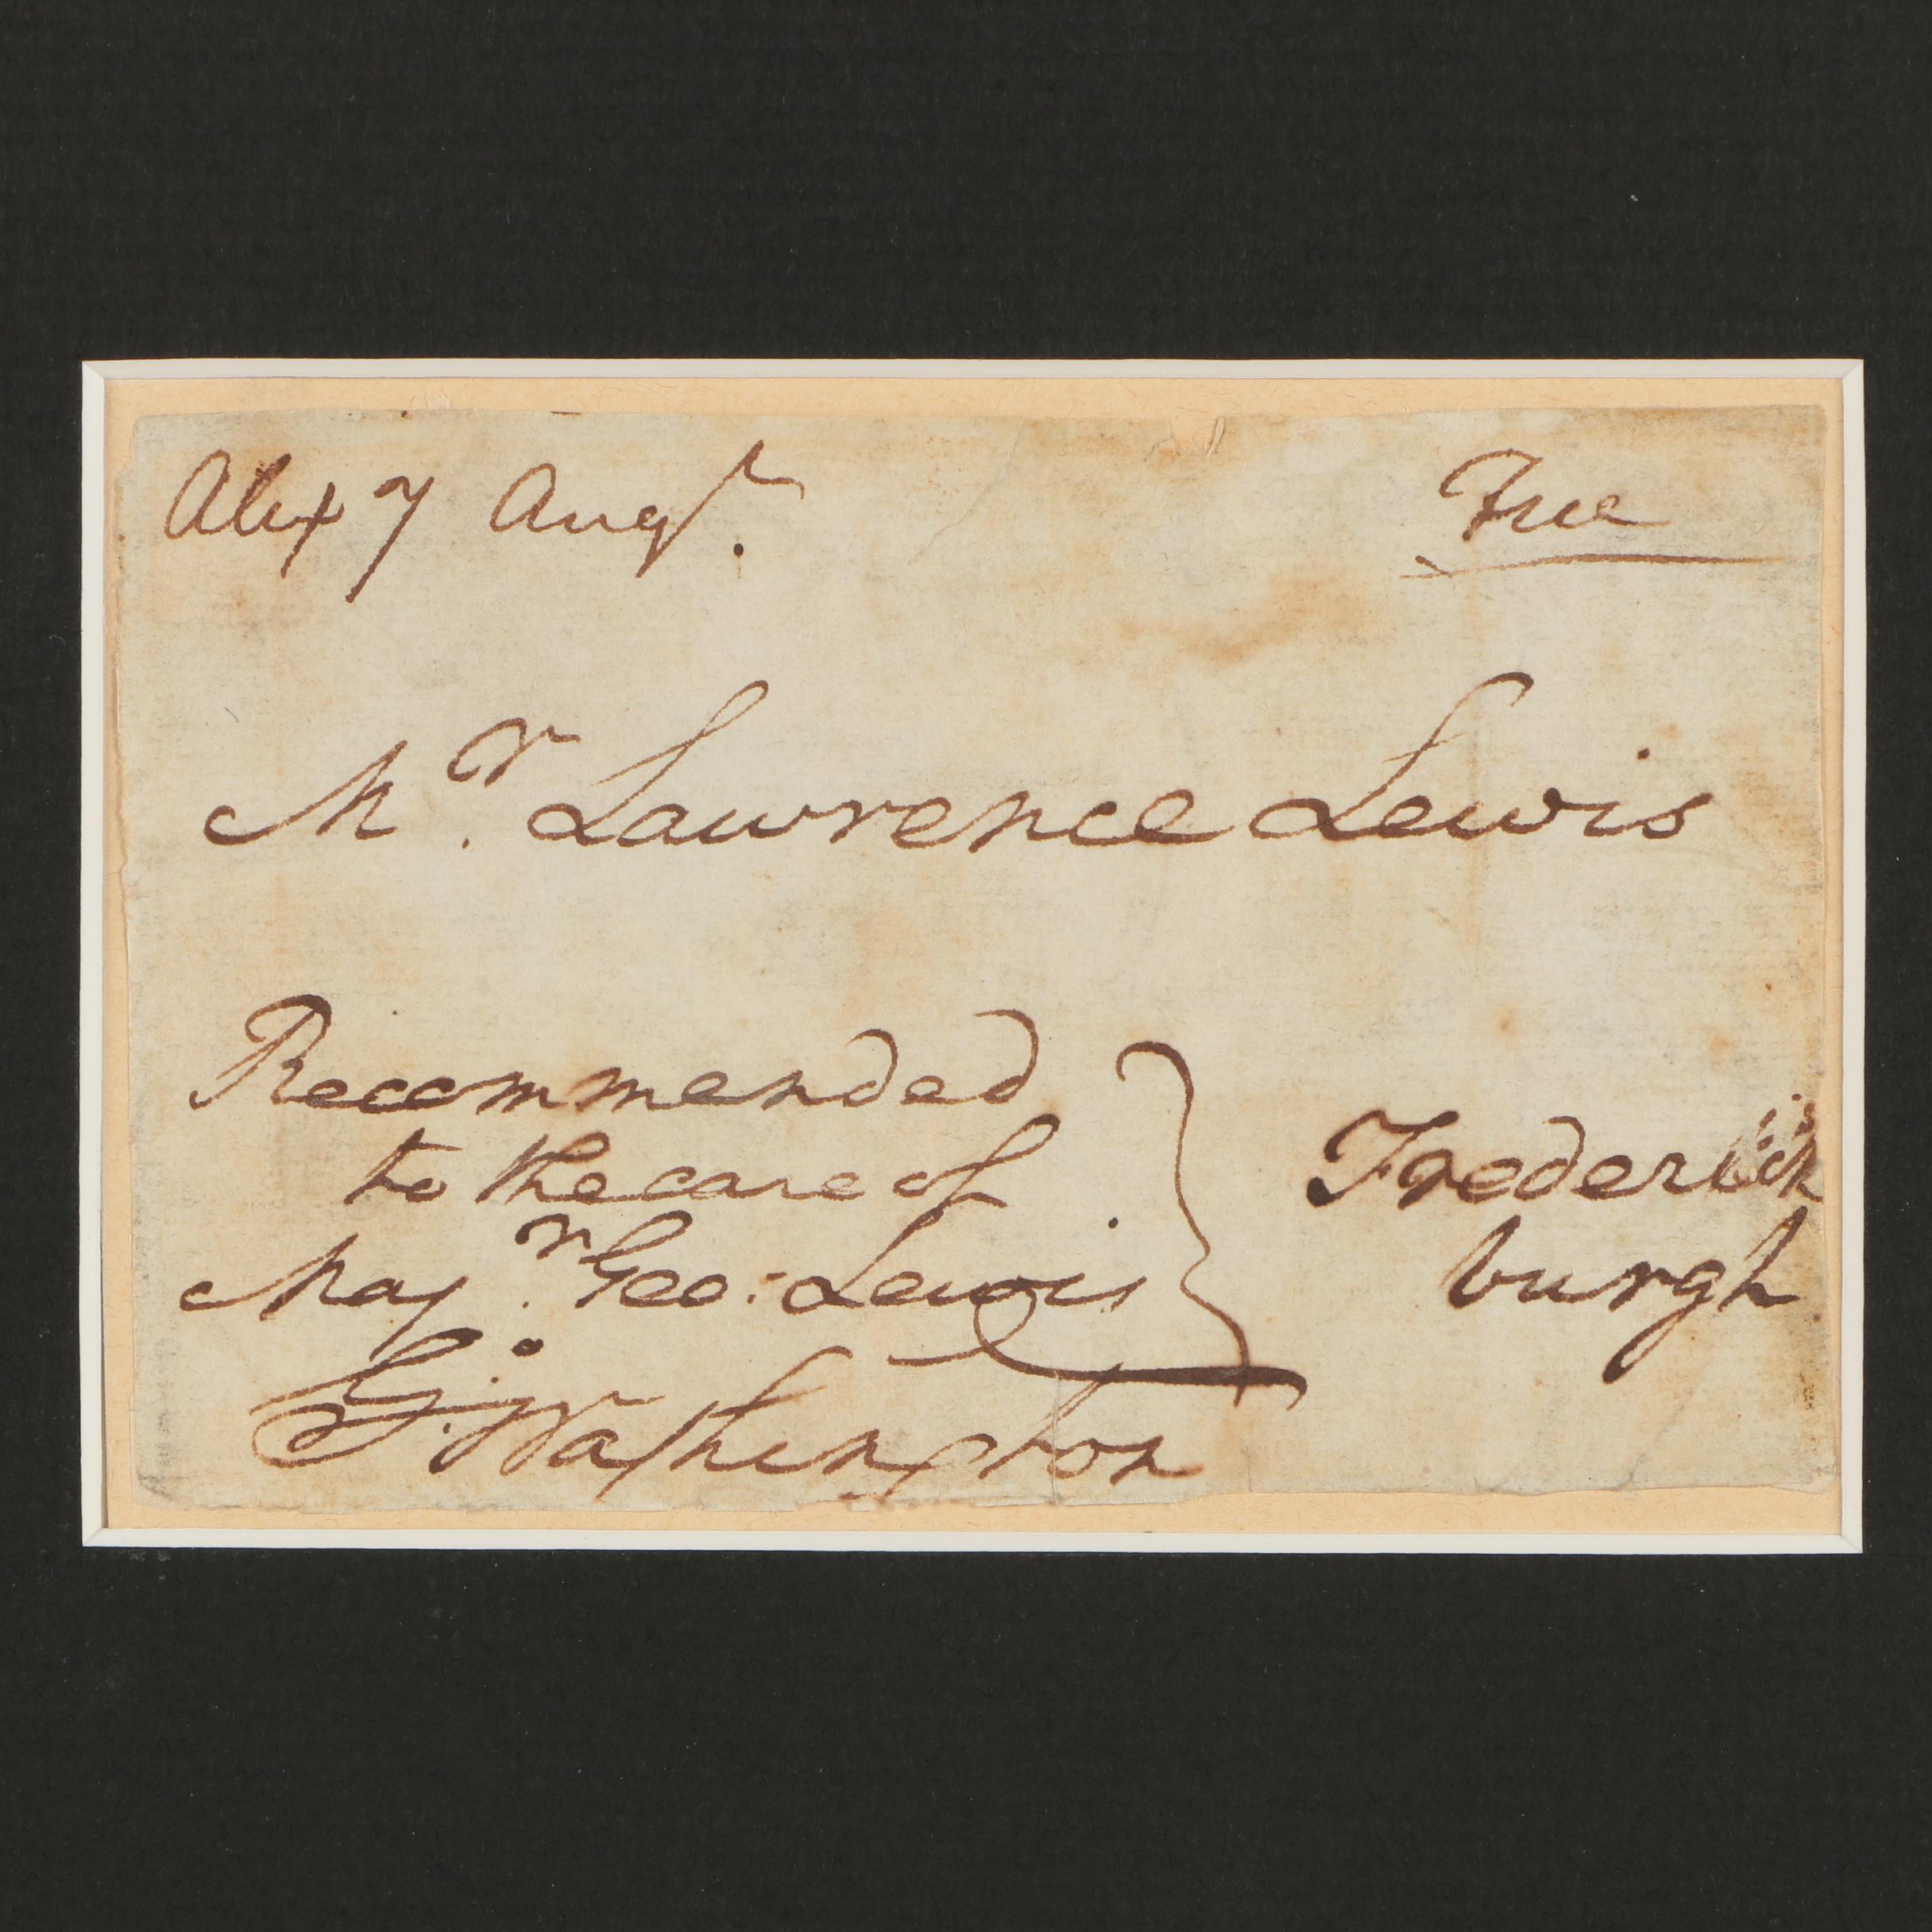 Alex 7 Augt.
Free
Mr. Lawrence Lewis
Recommended
to the care of
Majr. Geo: Lewis
Frederick
burgh
G: Washington